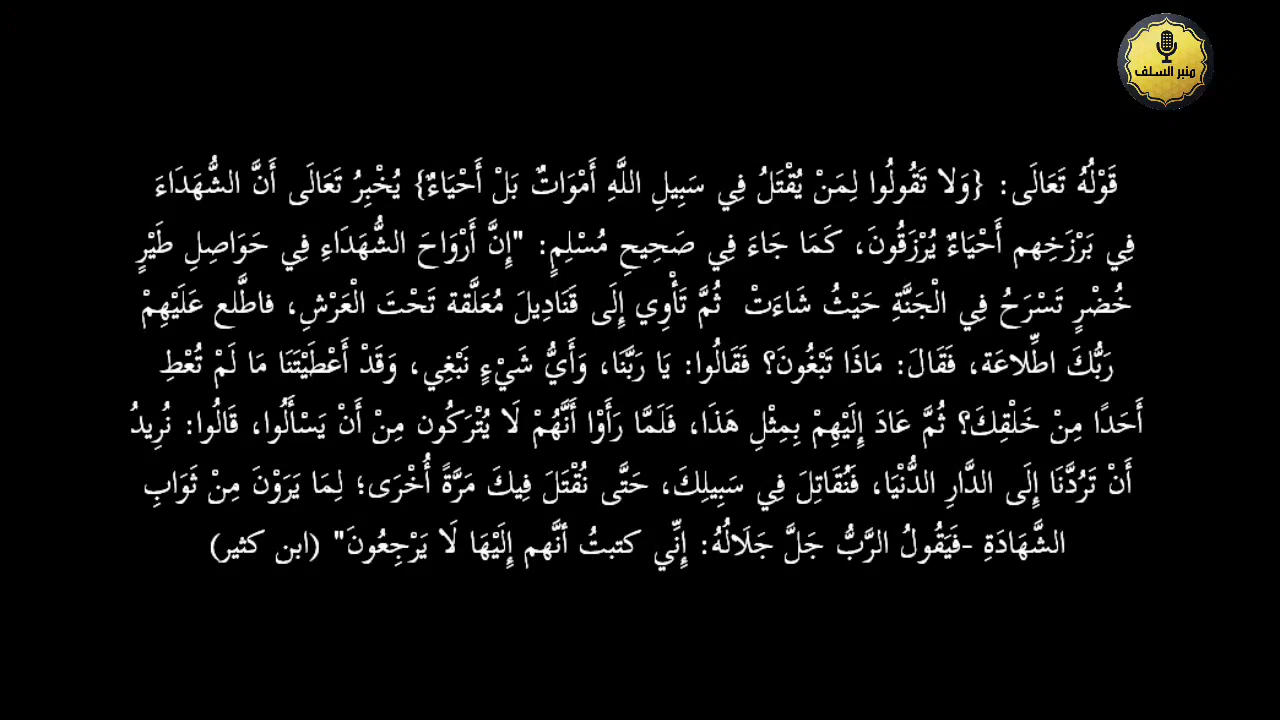 منبر السلف
قَوْلُهُ تَعَالَى: {وَلا تَقُولُوا لِمَنْ يُقْتَلُ فِي سَبِيلِ اللَّهِ أَمْوَاتٌ بَلْ أَحْيَاءٌ} يُخْبِرُ تَعَالَى أَنَّ الشُّهَدَاءَ
فِي بَرْزَخِهم أَحْيَاءٌ يُرْزَقُونَ، كَمَا جَاءَ فِي صَحِيحِ مُسْلِمٍ: "إِنَّ أَرْوَاحَ الشُّهَدَاءِ فِي حَوَاصِلِ طَيْرٍ
خُضْرٍ تَسْرَحُ فِي الْجَنَّةِ حَيْثُ شَاءَتْ ثُمَّ تَأْوِي إِلَى قَنَادِيلَ مُعَلَّقة تَحْتَ الْعَرْشِ، فاطَّلع عَلَيْهِمْ
رَبُّكَ اطِّلاعَة، فَقَالَ: مَاذَا تَبْغُونَ؟ فَقَالُوا: يَا رَبَّنَا، وَأَيُّ شَيْءٍ نَبْغِي، وَقَدْ أَعْطَيْتَنَا مَا لَمْ تُعْطِ
أَحَدًا مِنْ خَلْقِكَ؟ ثُمَّ عَادَ إِلَيْهِمْ بِمِثْلِ هَذَا، فَلَمَّا رَأَوْا أَنَّهُمْ لَا يُتْرَكُون مِنْ أَنْ يَسْأَلُوا، قَالُوا: نُرِيدُ
أَنْ تَرُدَّنَا إِلَى الدَّارِ الدُّنْيَا، فَنُقَاتِلَ فِي سَبِيلِكَ، حَتَّى نُقْتَلَ فِيكَ مَرَّةً أُخْرَى؛ لِمَا يَرَوْنَ مِنْ ثَوَابِ
الشَّهَادَةِ -فَيَقُولُ الرَّبُّ جَلَّ جَلَالُهُ: إِنِّي كتبتُ أنَّهم إِلَيْهَا لَا يَرْجِعُونَ" (ابن كثير)